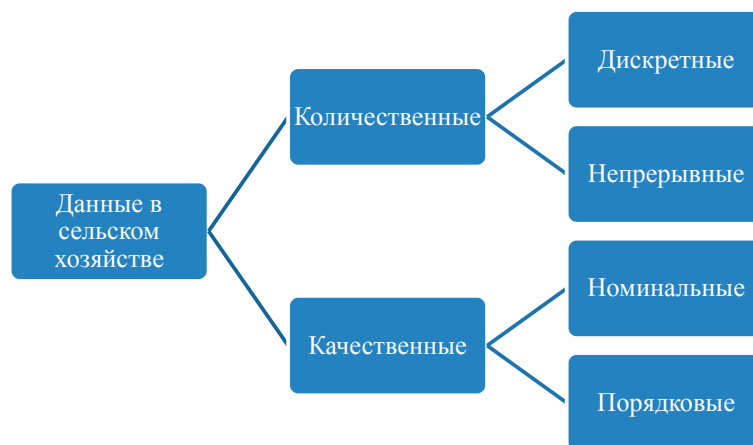 Данные в
сельском
хозяйстве
Количественные
Дискретные
Непрерывные
Качественные
Номинальные
Порядковые